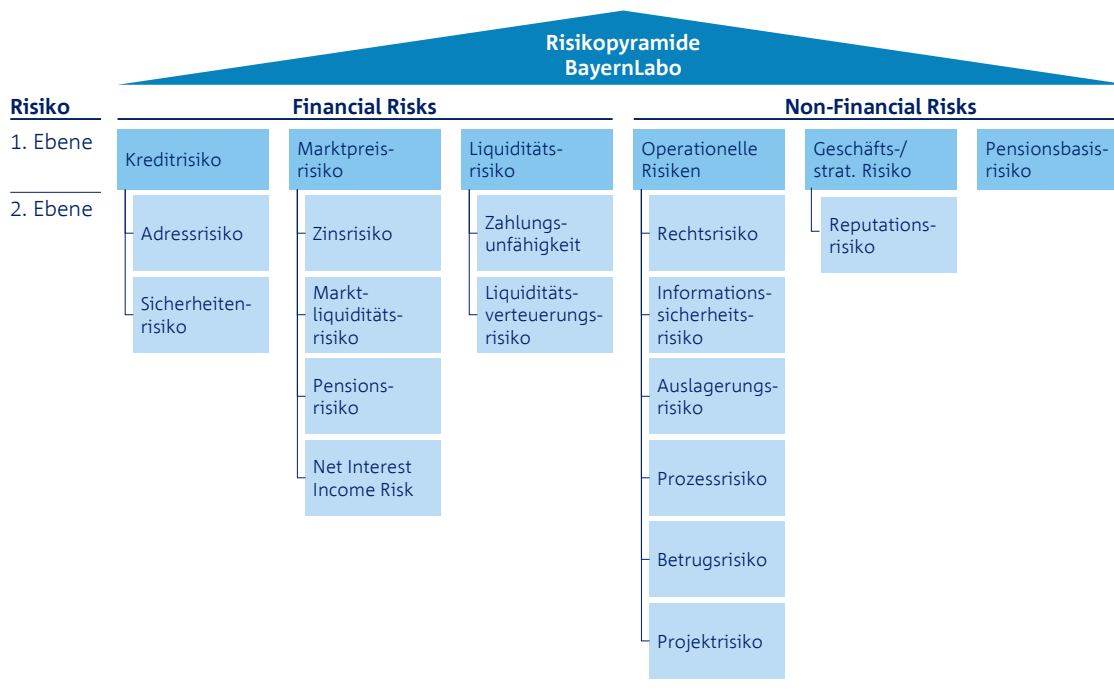 Risikopyramide
BayernLabo
Risiko
Financial Risks
Non-Financial Risks
1. Ebene
Kreditrisiko
Marktpreis-
risiko
Liquiditäts-
risiko
Operationelle
Risiken
Geschäfts-/
strat. Risiko
Pensionsbasis-
risiko
2. Ebene
Adressrisiko
Sicherheiten-
risiko
Zinsrisiko
Markt-
liquiditäts-
risiko
Pensions-
risiko
Net Interest
Income Risk
Zahlungs-
unfähigkeit
Liquiditäts-
verteuerungs-
risiko
Rechtsrisiko
Informations-
sicherheits-
risiko
Auslagerungs-
risiko
Prozessrisiko
Betrugsrisiko
Projektrisiko
Reputations-
risiko